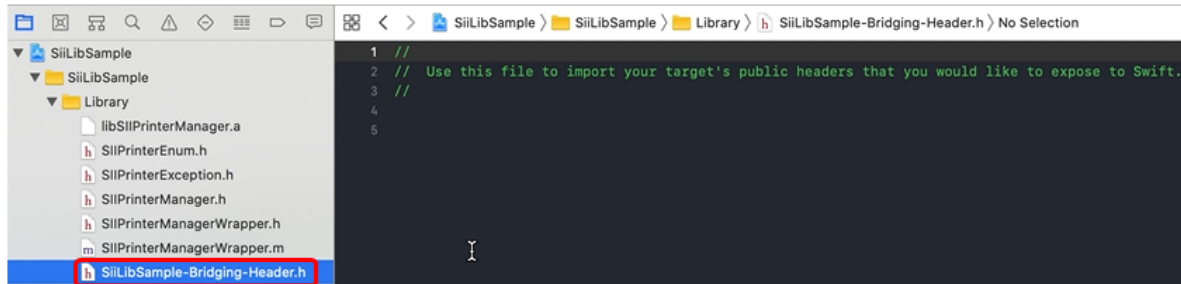 SiiLibSample > SiiLibSample > Library > h SiiLibSample-Bridging-Header.h > No Selection
SiiLibSample
SiiLibSample
Library
libSIIPrinterManager.a
h SIIPrinterEnum.h
h SIIPrinterException.h
h SIIPrinterManager.h
h SIIPrinterManagerWrapper.h
m SIIPrinterManagerWrapper.m
h SiiLibSample-Bridging-Header.h
1 //
2 // Use this file to import your target's public headers that you would like to expose to Swift.
3 //
4
5